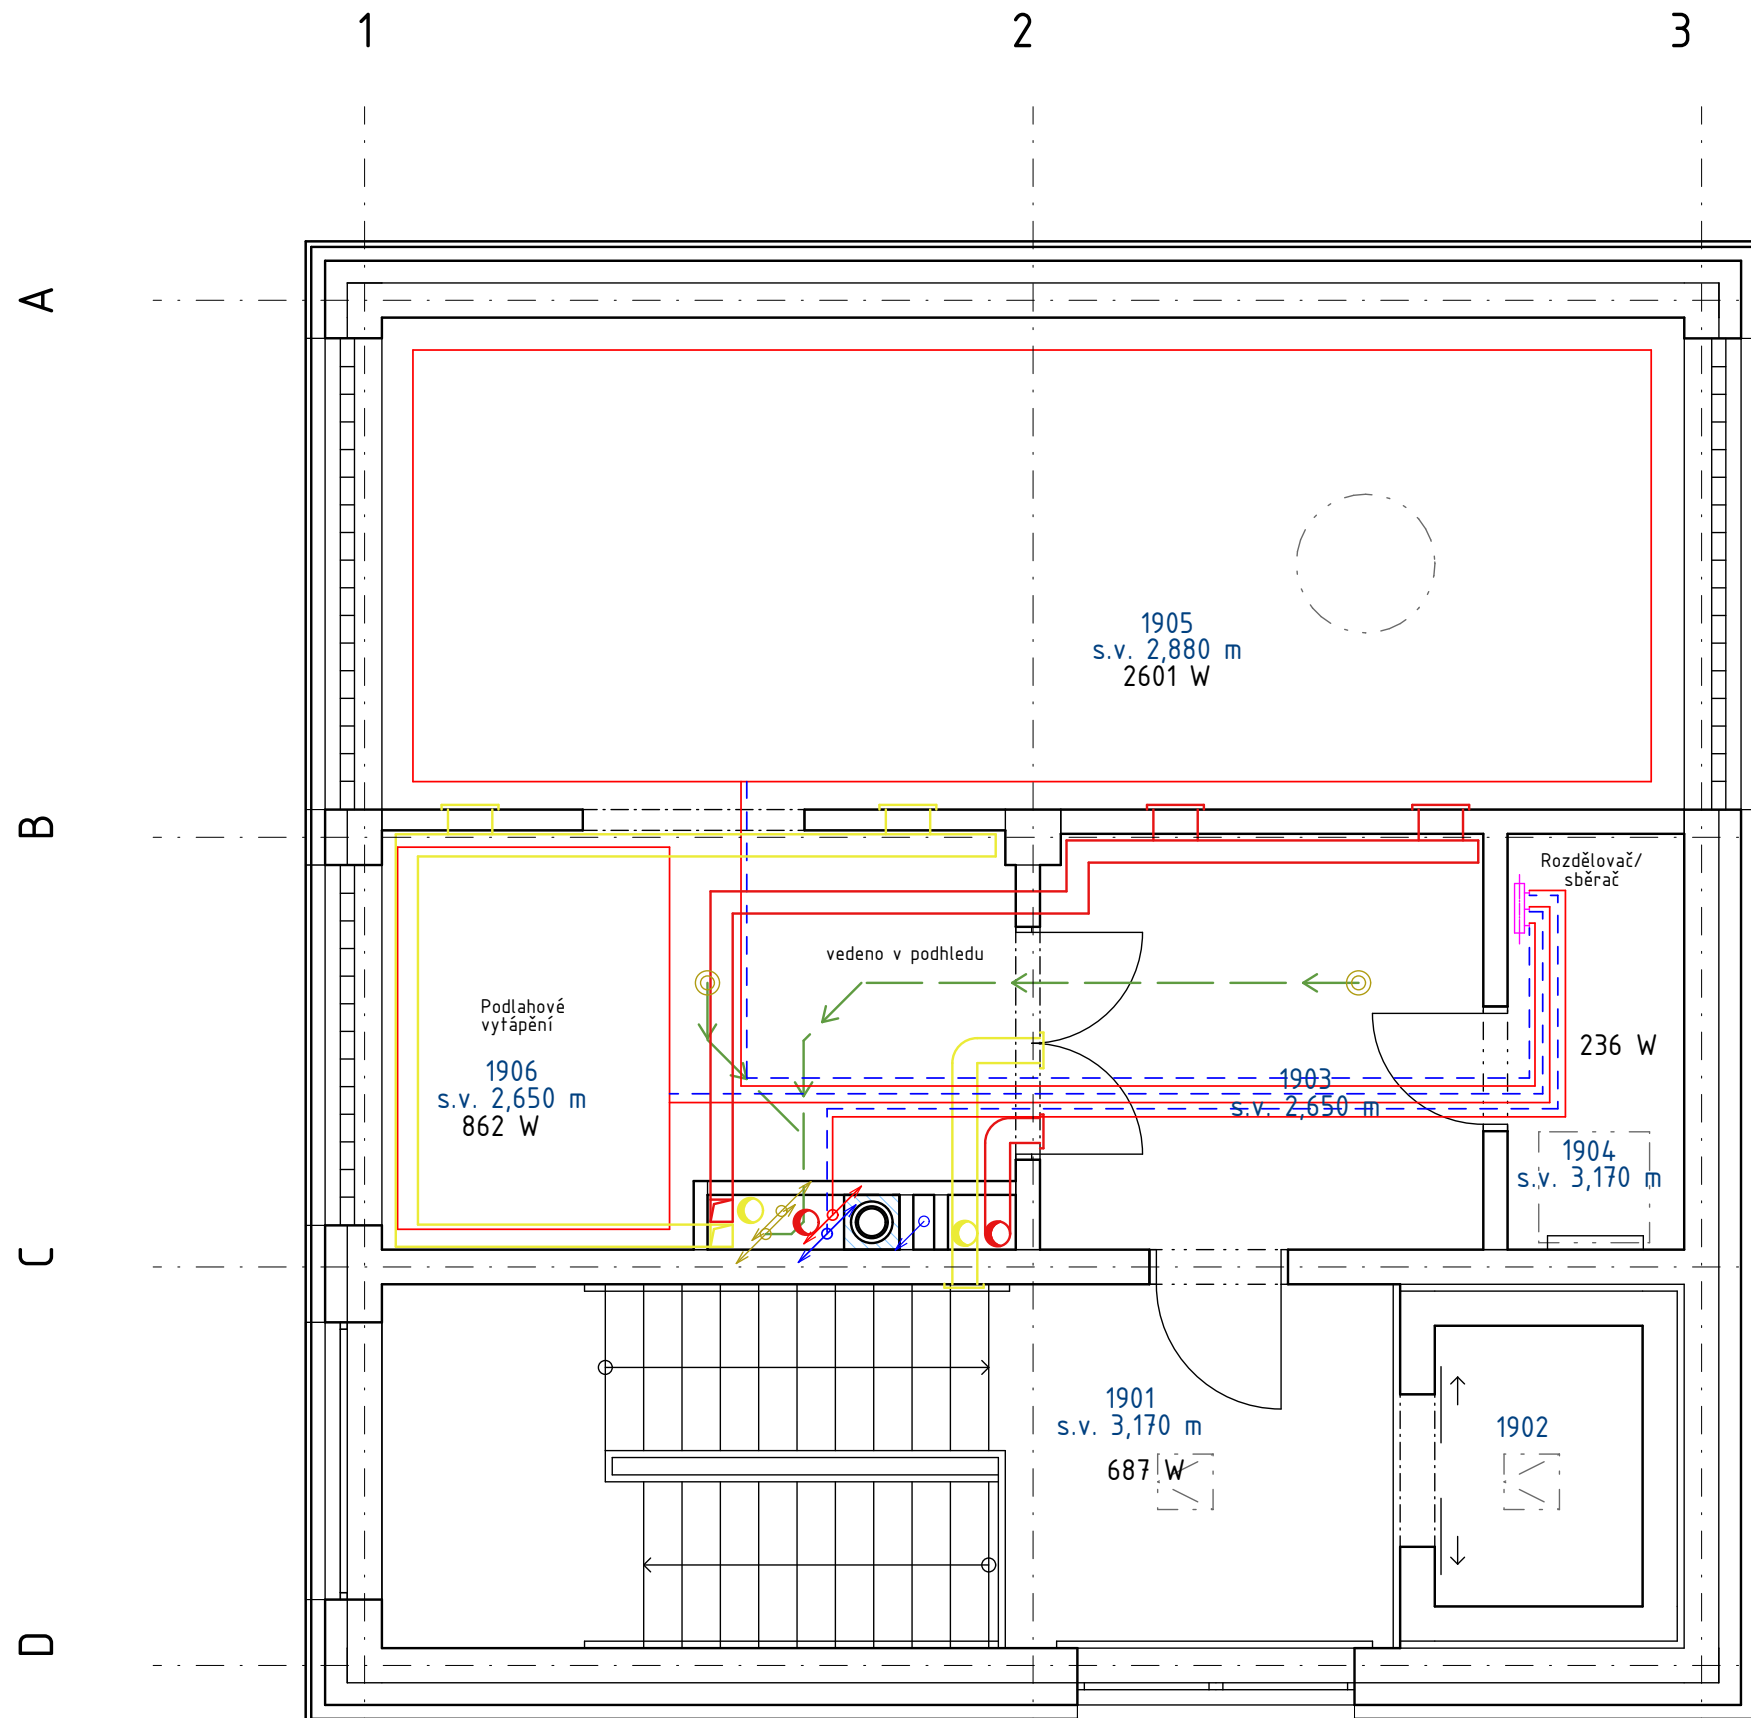 1
2
3
A
1905
s.v. 2,880 m
2601 W
B
Rozdělovač/
sběrač
vedeno v podhledu
Podlahové
vytápění
236 W
1906
s.v. 2,650 m
862 W
1903
s.v. 2,650 m
1904
s.v. 3,170 m
C
1901
s.v. 3,170 m
687 W
1902
D